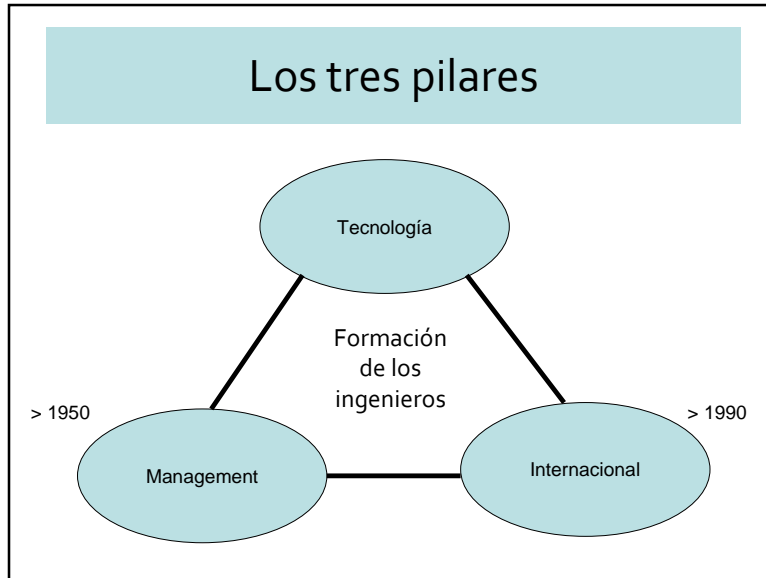 Los tres pilares
Tecnología
Formación
de los
ingenieros
> 1950
> 1990
Management
Internacional